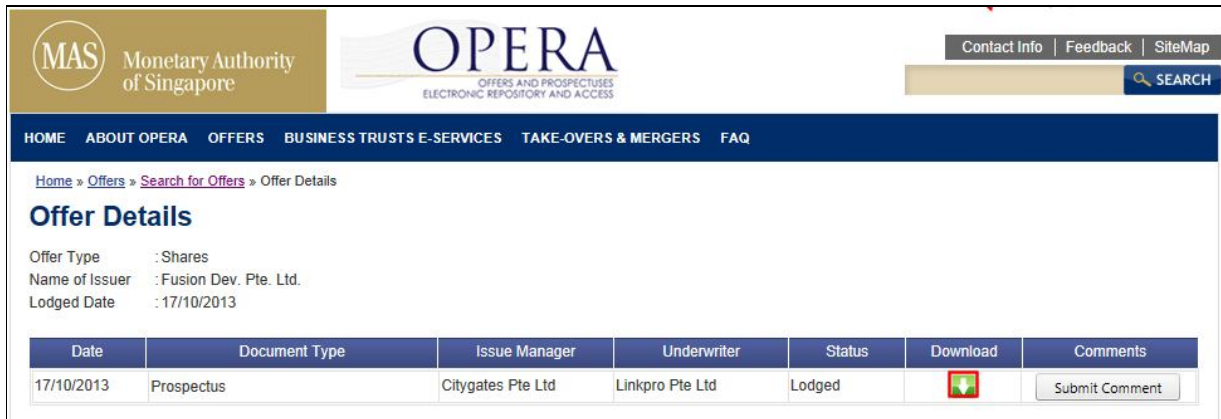 MAS
Monetary Authority
of Singapore
OPERA
OFFERS AND PROSPECTUSES
ELECTRONIC REPOSITORY AND ACCESS
Contact Info | Feedback | SiteMap
SEARCH
HOME ABOUT OPERA OFFERS BUSINESS TRUSTS E-SERVICES TAKE-OVERS & MERGERS FAQ
Home » Offers » Search for Offers » Offer Details
Offer Details
Offer Type : Shares
Name of Issuer : Fusion Dev. Pte. Ltd.
Lodged Date : 17/10/2013
Date Document Type Issue Manager Underwriter Status Download Comments
17/10/2013 Prospectus Citygates Pte Ltd Linkpro Pte Ltd Lodged Submit Comment